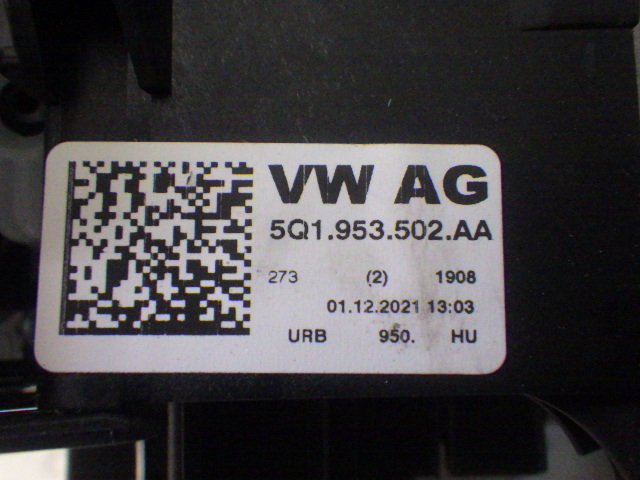 VW AG
5Q1.953.502.AA
273 (2) 1908
01.12.2021 13:03
URB 950. HU